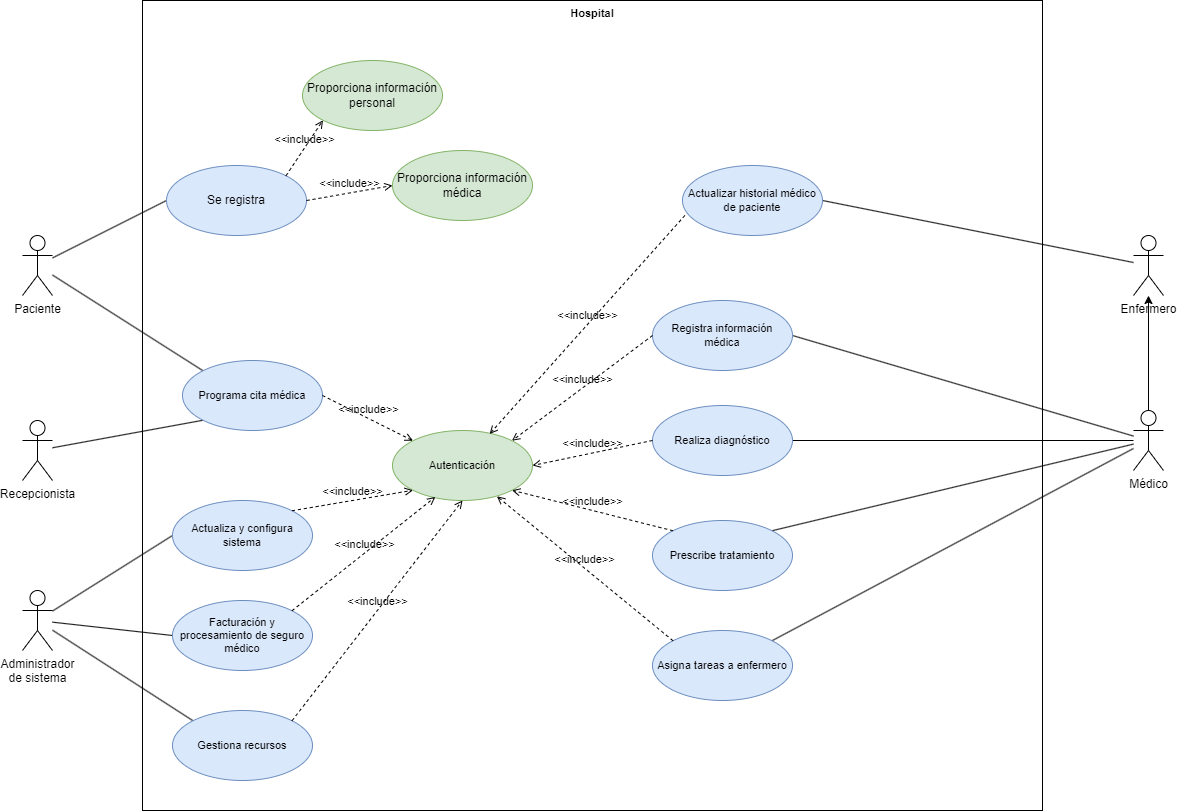 Hospital
Proporciona información
personal
<<include>>
Proporciona información
médica
<<include>>
Se registra
Actualizar historial médico
de paciente
Paciente
Enfermero
<<include>>
Registra información
médica
<<include>>
Programa cita médica
<<include>>
Realiza diagnóstico
<<include>>
Autenticación
Recepcionista
Médico
<<include>>
<<include>>
Actualiza y configura
sistema
<<include>>
Prescribe tratamiento
<<include>>
<<include>>
Facturación y
procesamiento de seguro
médico
Administrador
de sistema
Asigna tareas a enfermero
Gestiona recursos